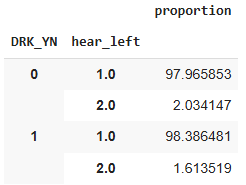 proportion
DRK_YN hear_left
0 1.0 97.965853
2.0 2.034147
1 1.0 98.386481
2.0 1.613519